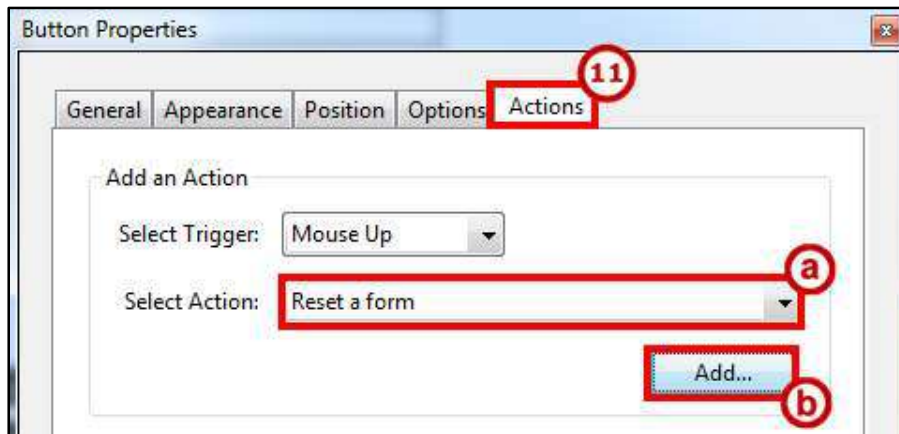 Button Properties
11
General Appearance Position Options Actions
Add an Action
Select Trigger: Mouse Up
a
Select Action: Reset a form
Add...
b